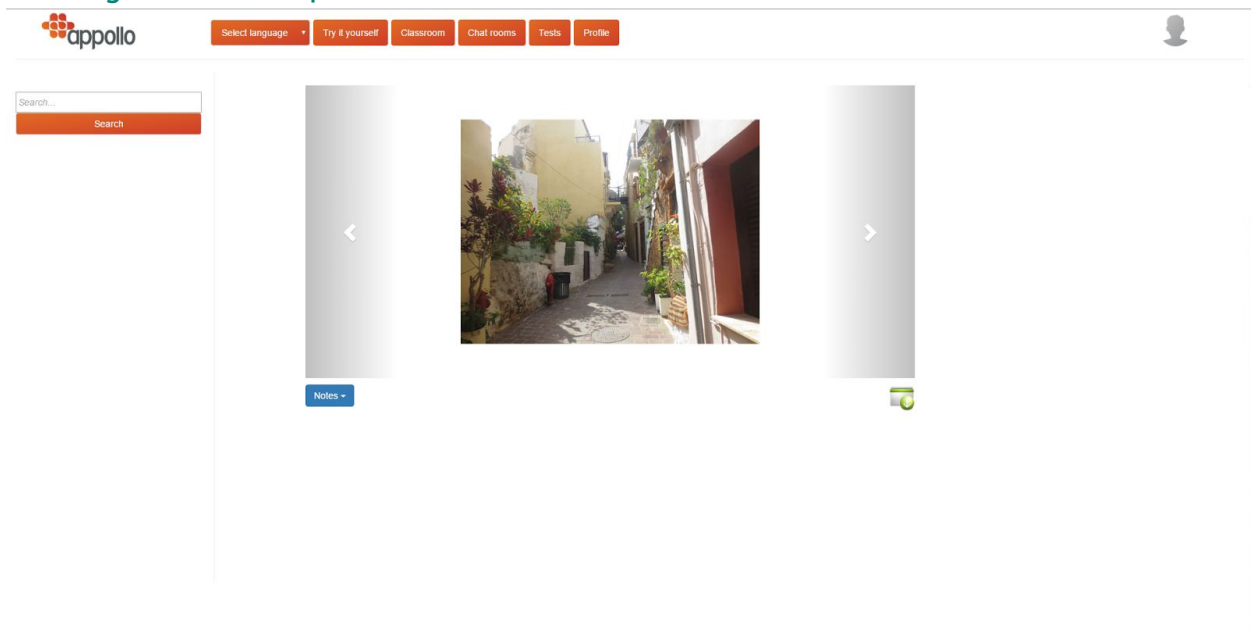 appollo
Select language
Try it yourself
Classroom
Chat rooms
Tests
Profile
Search...
Search
Notes